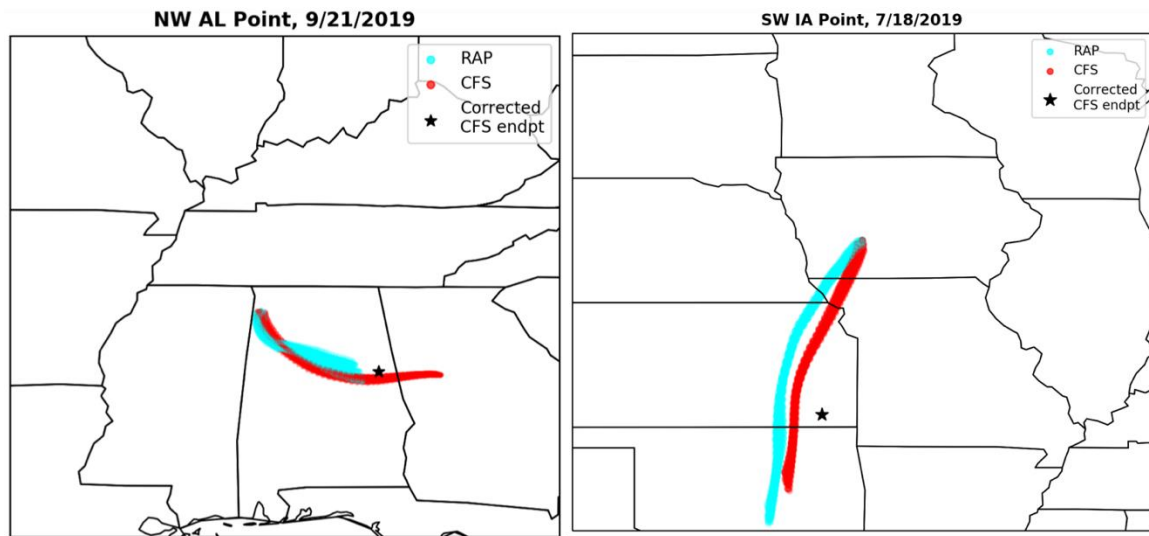 NW AL Point, 9/21/2019
RAP
CFS
Corrected
CFS endpt
SW IA Point, 7/18/2019
RAP
CFS
Corrected
CFS endpt